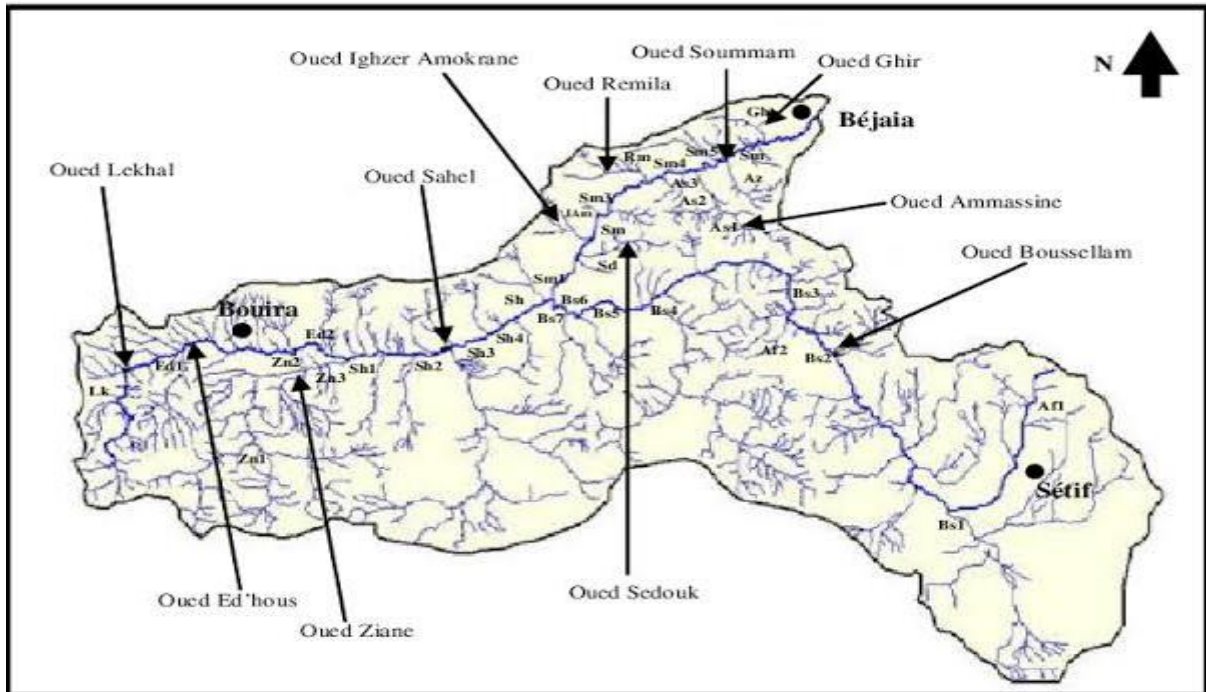 Oued Soummam
Oued Ighzer Amokrane
Oued Ghir
N
Oued Remila
Gh
Béjaia
Oued Lekhal
Oued Sahel
Rm
Sm4
Sm5
Sur
As3
Az
Sm3
As2
IAm
Oued Ammassine
Sm
As1
Sd
Oued Boussellam
Sm1
Sh
Bs6
Bs3
Bouira
Bs7
Bs5
Bs4
Ed2
Sh4
Af2
Bs2
Ed1
Zn2
Sh3
Sh2
Sh1
Zn3
Lk
Af1
Zn1
Sétif
Bs1
Oued Sedouk
Oued Ed’hous
Oued Ziane